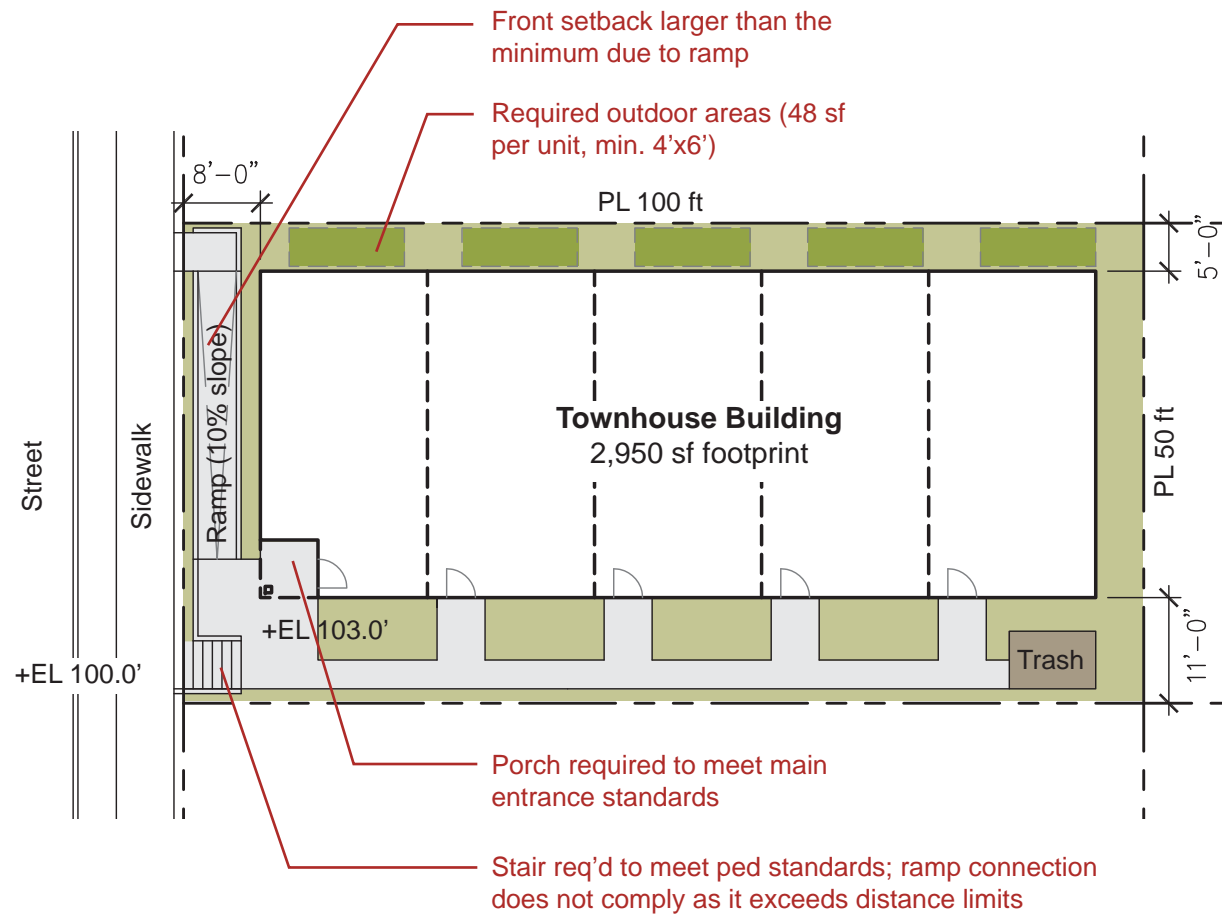 Front setback larger than the
minimum due to ramp
Required outdoor areas (48 sf
per unit, min. 4’x6’)
8’-0”
PL 100 ft
5’-0”
Ramp (10% slope)
Townhouse Building
2,950 sf footprint
Street
Sidewalk
PL 50 ft
+EL 103.0’
+EL 100.0’
Trash
11’-0”
Porch required to meet main
entrance standards
Stair req’d to meet ped standards; ramp connection
does not comply as it exceeds distance limits